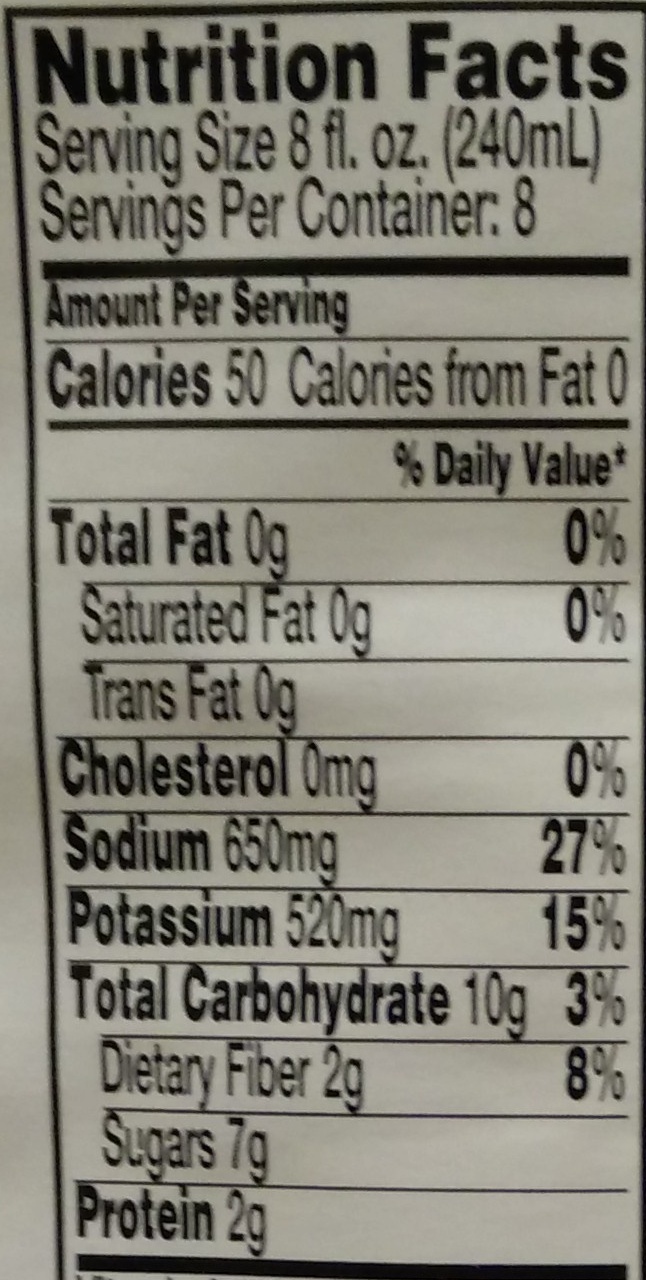 Nutrition Facts
Serving Size 8 fl. oz. (240mL)
Servings Per Container: 8
Amount Per Serving
Calories 50 Calories from Fat 0
% Daily Value*
Total Fat 0g 0%
Saturated Fat 0g 0%
Trans Fat 0g
Cholesterol 0mg 0%
Sodium 650mg 27%
Potassium 520mg 15%
Total Carbohydrate 10g 3%
Dietary Fiber 2g 8%
Sugars 7g
Protein 2g